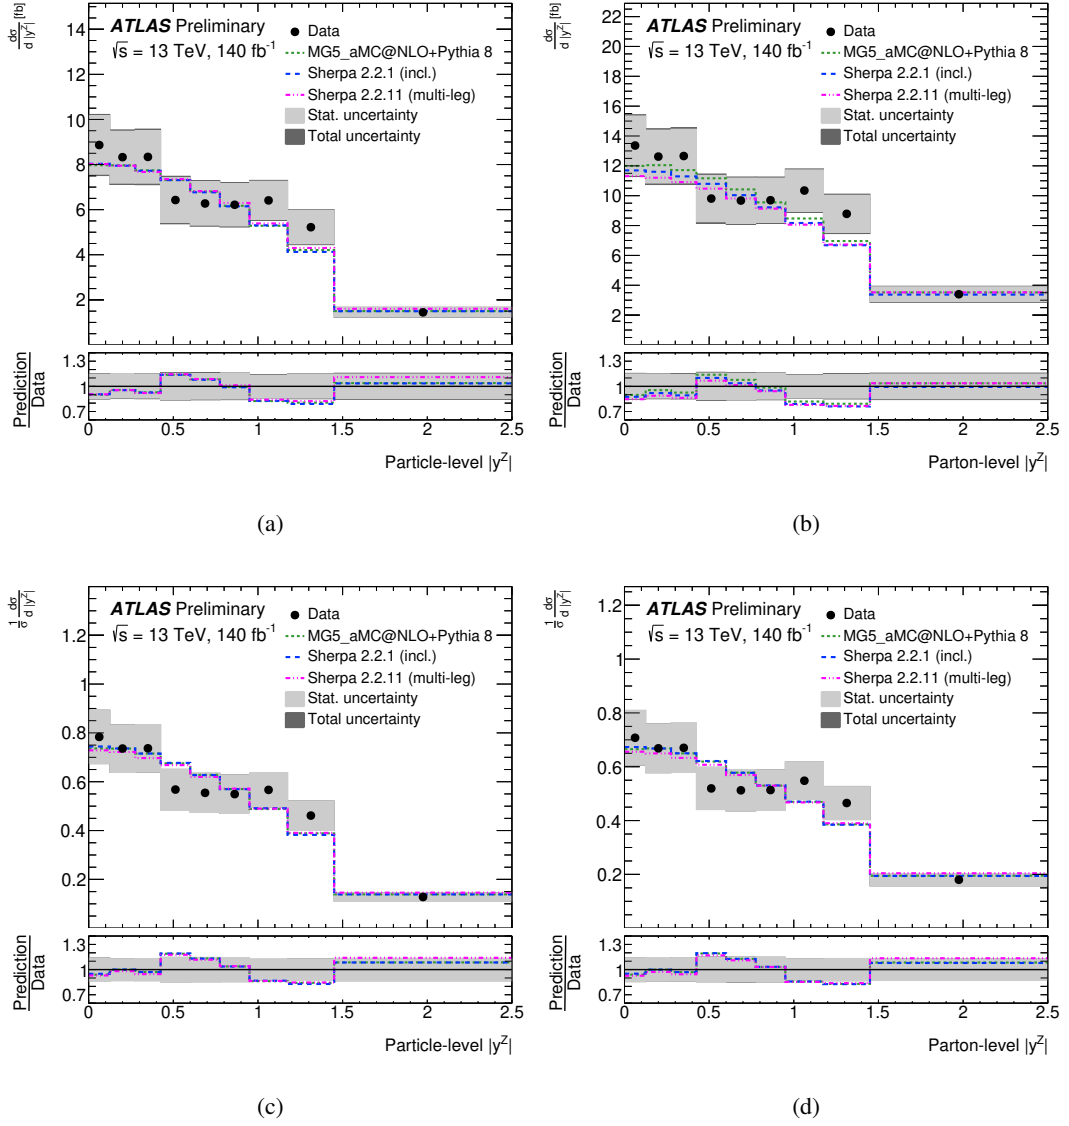 dσ/d |y^Z| [fb]
ATLAS Preliminary
√s = 13 TeV, 140 fb⁻¹
Data
MG5_aMC@NLO+Pythia 8
Sherpa 2.2.1 (incl.)
Sherpa 2.2.11 (multi-leg)
Stat. uncertainty
Total uncertainty
14
12
10
8
6
4
2
Prediction
Data
1.3
1
0.7
0 0.5 1 1.5 2 2.5
Particle-level |y^Z|
(a)
dσ/d |y^Z| [fb]
ATLAS Preliminary
√s = 13 TeV, 140 fb⁻¹
Data
MG5_aMC@NLO+Pythia 8
Sherpa 2.2.1 (incl.)
Sherpa 2.2.11 (multi-leg)
Stat. uncertainty
Total uncertainty
22
20
18
16
14
12
10
8
6
4
2
Prediction
Data
1.3
1
0.7
0 0.5 1 1.5 2 2.5
Parton-level |y^Z|
(b)
1/σ dσ/d |y^Z|
ATLAS Preliminary
√s = 13 TeV, 140 fb⁻¹
Data
MG5_aMC@NLO+Pythia 8
Sherpa 2.2.1 (incl.)
Sherpa 2.2.11 (multi-leg)
Stat. uncertainty
Total uncertainty
1.2
1
0.8
0.6
0.4
0.2
Prediction
Data
1.3
1
0.7
0 0.5 1 1.5 2 2.5
Particle-level |y^Z|
(c)
1/σ dσ/d |y^Z|
ATLAS Preliminary
√s = 13 TeV, 140 fb⁻¹
Data
MG5_aMC@NLO+Pythia 8
Sherpa 2.2.1 (incl.)
Sherpa 2.2.11 (multi-leg)
Stat. uncertainty
Total uncertainty
1.2
1
0.8
0.6
0.4
0.2
Prediction
Data
1.3
1
0.7
0 0.5 1 1.5 2 2.5
Parton-level |y^Z|
(d)